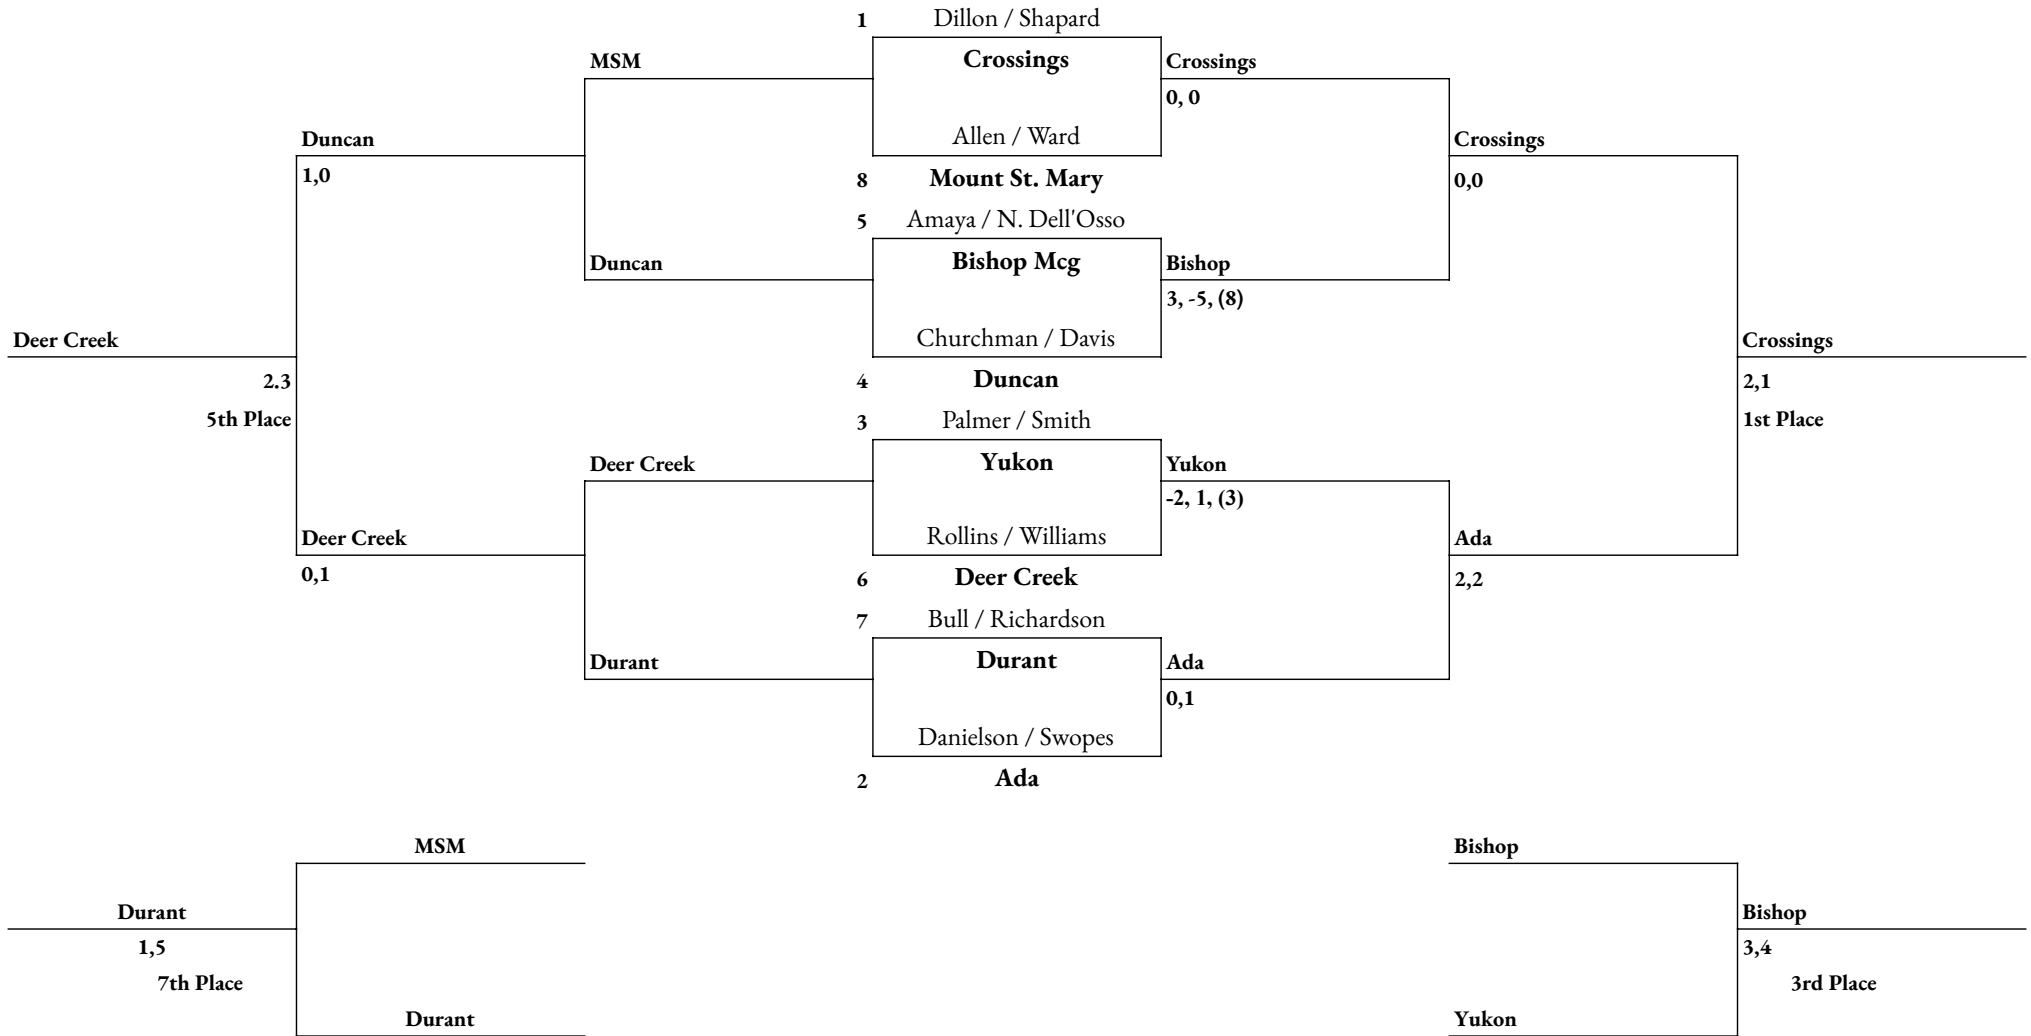 1 Dillon / Shapard
MSM Crossings Crossings
0, 0
Duncan Allen / Ward Crossings
1,0 8 Mount St. Mary 0,0
5 Amaya / N. Dell'Osso
Duncan Bishop Mcg Bishop
3, -5, (8)
Deer Creek Churchman / Davis Crossings
2.3 4 Duncan 2,1
5th Place 3 Palmer / Smith 1st Place
Deer Creek Yukon Yukon
-2, 1, (3)
Deer Creek Rollins / Williams Ada
0,1 6 Deer Creek 2,2
7 Bull / Richardson
Durant Durant Ada
0,1
Danielson / Swopes
2 Ada
MSM Bishop
Durant Bishop
1,5 3,4
7th Place 3rd Place
Durant Yukon